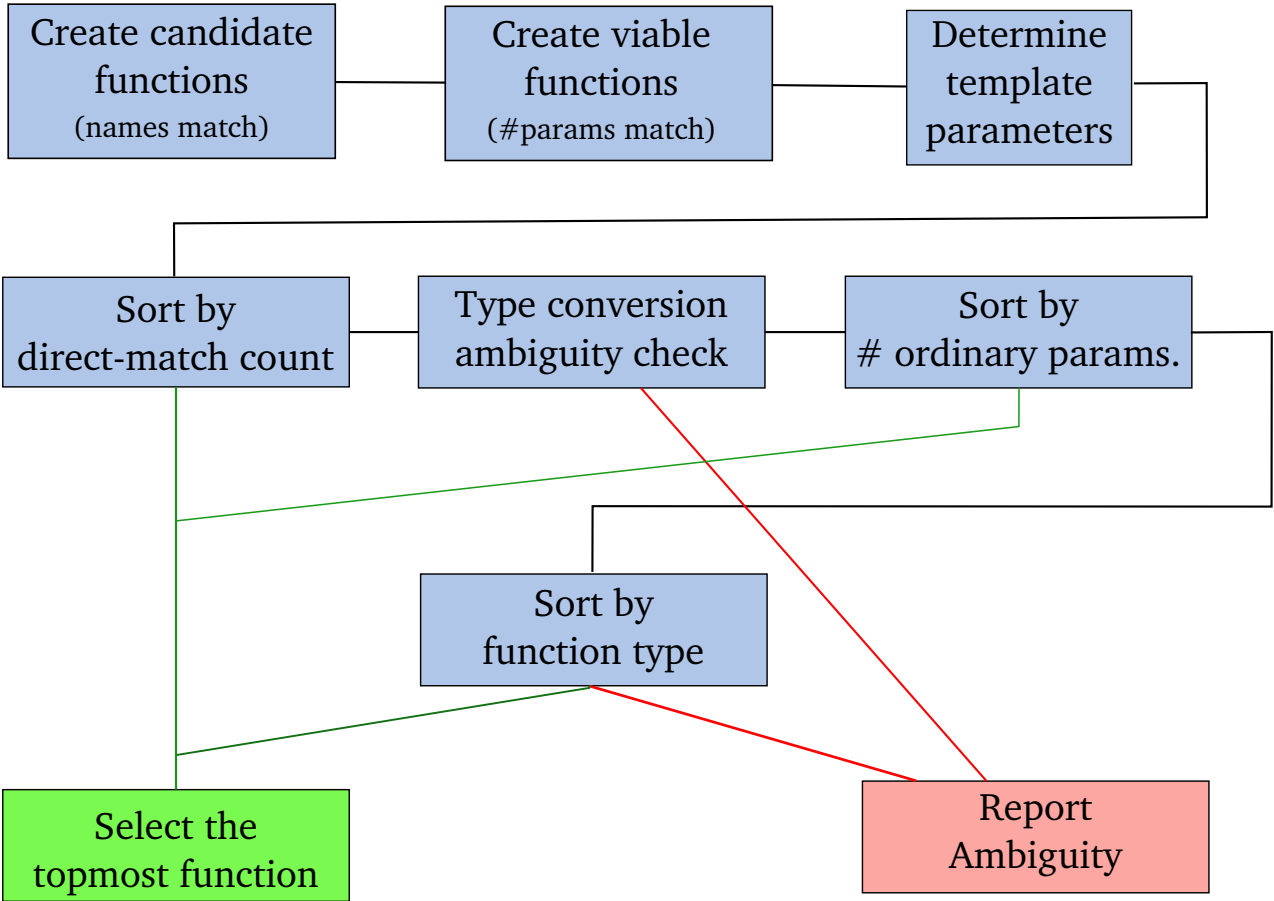 Create candidate
functions
(names match)
Create viable
functions
(#params match)
Determine
template
parameters
Sort by
direct-match count
Type conversion
ambiguity check
Sort by
# ordinary params.
Sort by
function type
Select the
topmost function
Report
Ambiguity